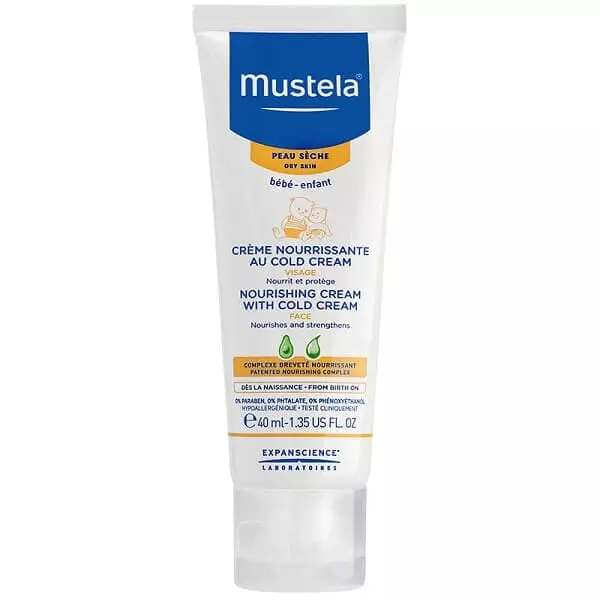 Mustela®
PEAU SÈCHE
DRY SKIN
bébé-enfant
CRÈME NOURRISSANTE
AU COLD CREAM
VISAGE
Nourrit et protège
NOURISHING CREAM
WITH COLD CREAM
FACE
Nourishes and strengthens
COMPLEXE BREVETÉ NOURRISSANT
PATENTED NOURISHING COMPLEX
DÈS LA NAISSANCE - FROM BIRTH ON
0% PARABEN, 0% PHTALATE, 0% PHÉNOXYÉTHANOL
HYPOALLERGÉNIQUE - TESTÉ CLINIQUEMENT
℮ 40 ml-1.35 US FL. OZ
EXPANSCIENCE®
LABORATOIRES